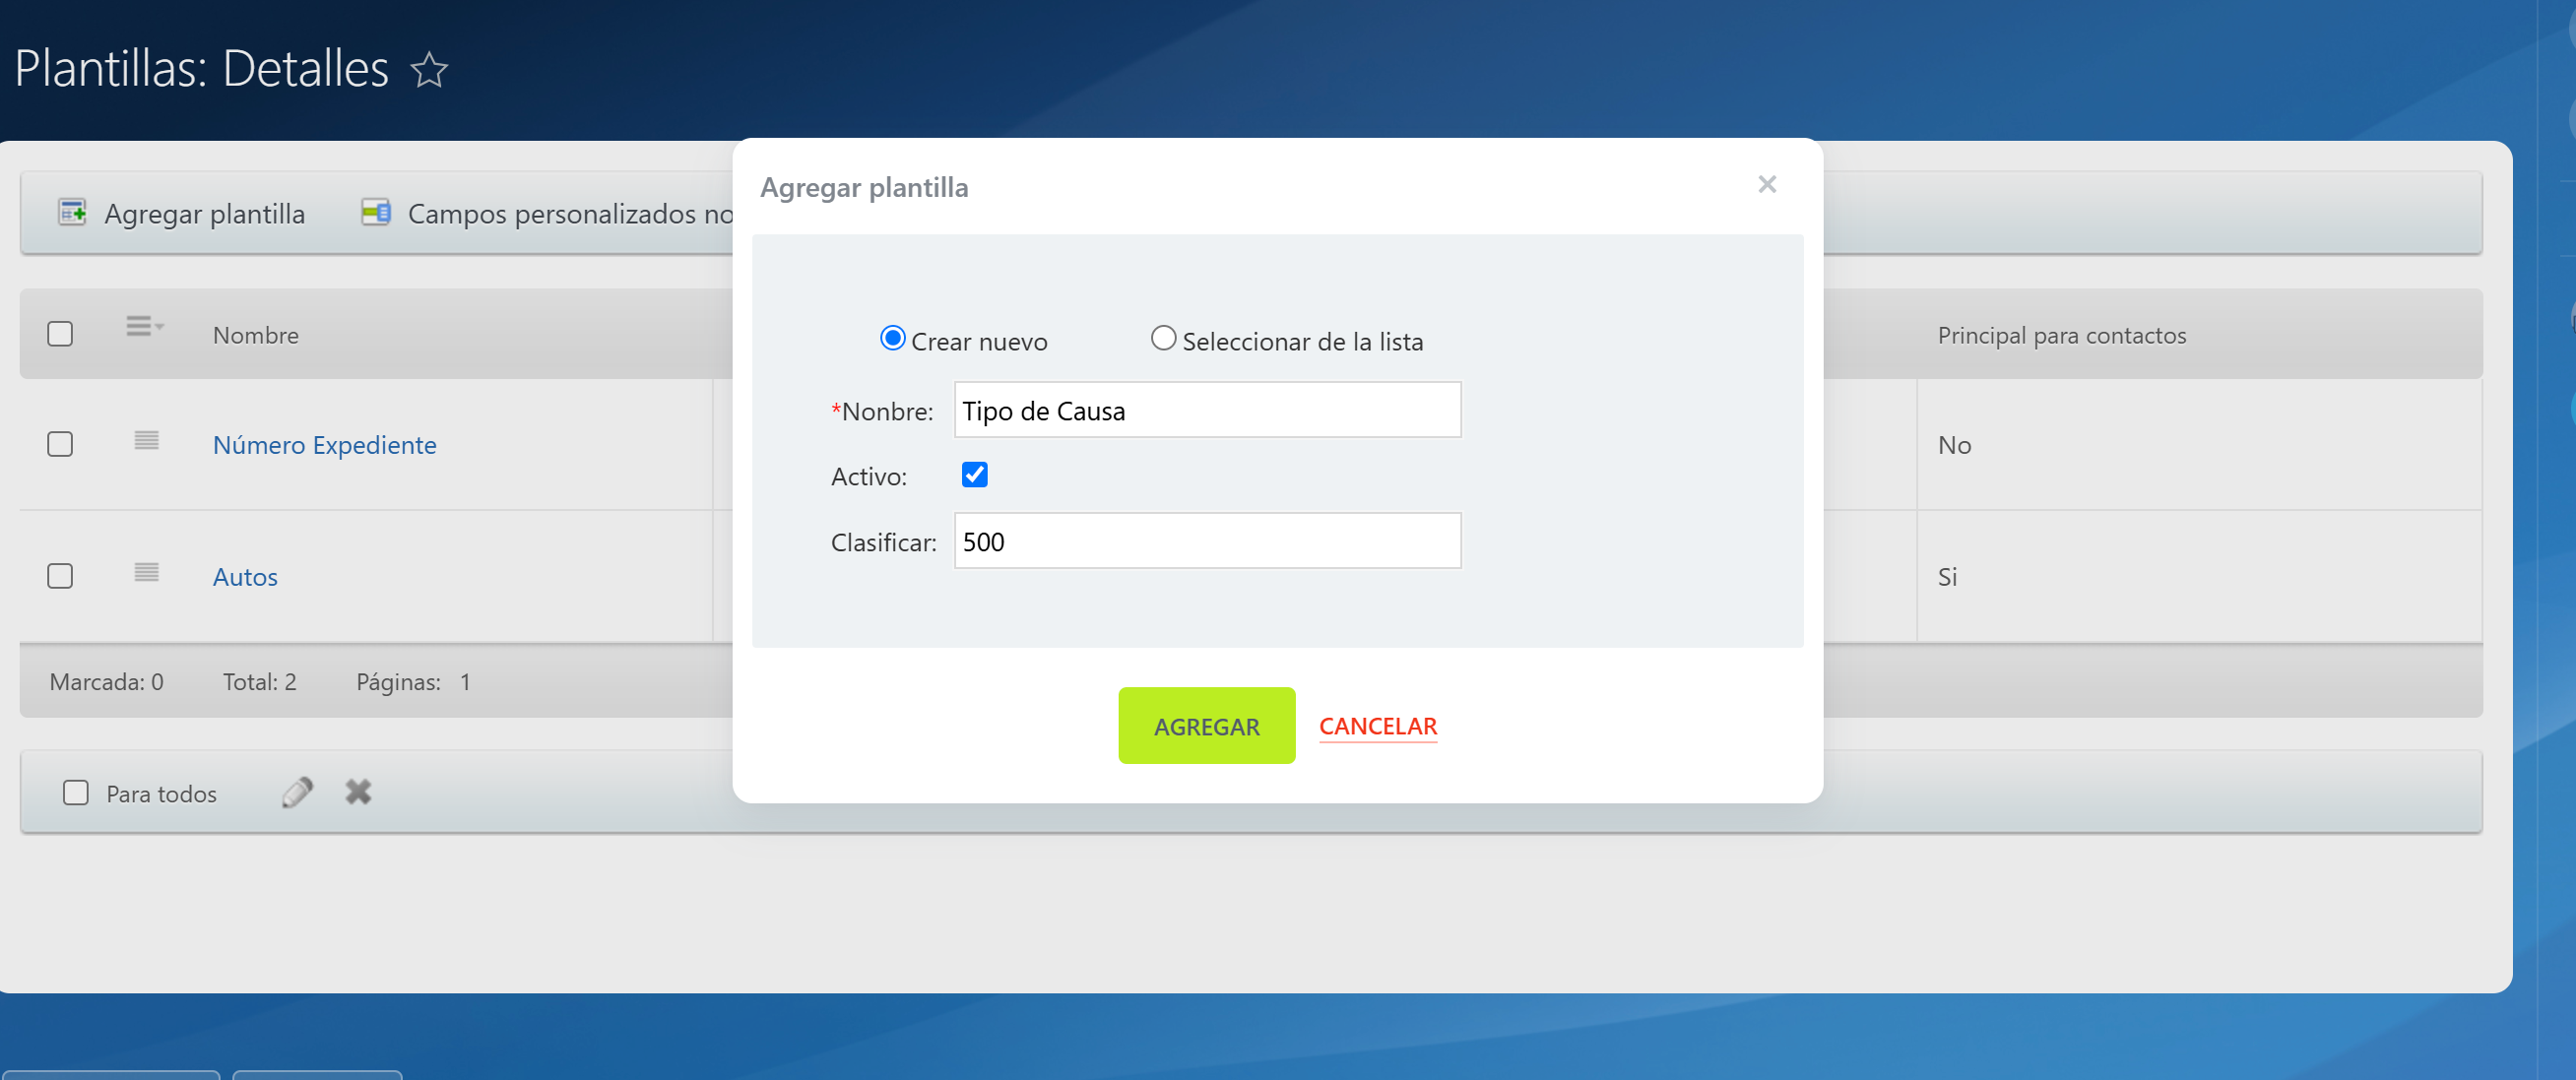 Plantillas: Detalles
Agregar plantilla
Campos personalizados no
Nombre
Principal para contactos
Número Expediente
No
Autos
Si
Marcada: 0
Total: 2
Páginas: 1
Para todos
Agregar plantilla
Crear nuevo
Seleccionar de la lista
*Nonbre:
Tipo de Causa
Activo:
Clasificar:
500
AGREGAR
CANCELAR